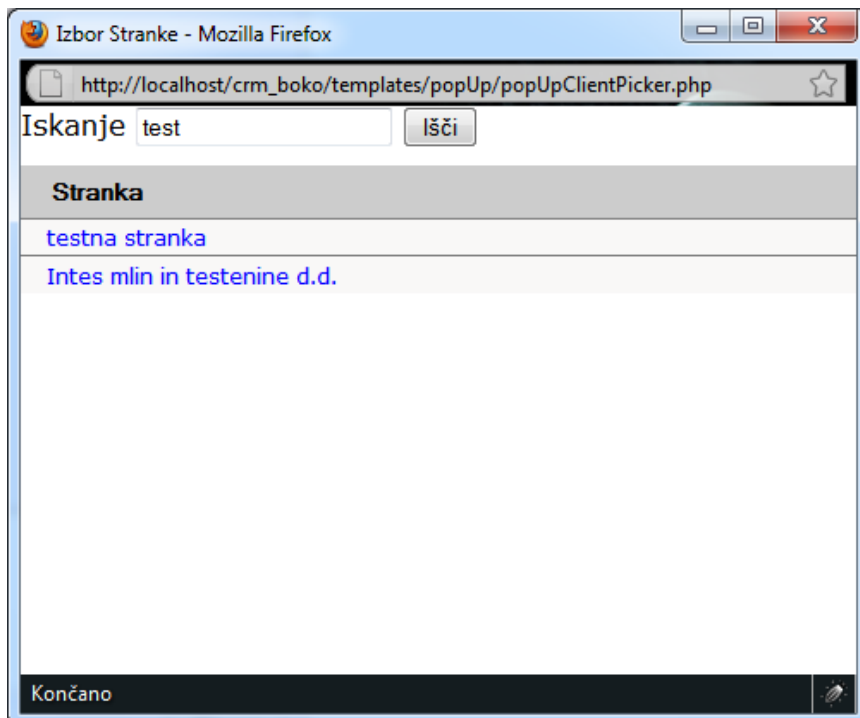 Izbor Stranke - Mozilla Firefox
http://localhost/crm_boko/templates/popUp/popUpClientPicker.php
Iskanje test Išči
Stranka
testna stranka
Intes mlin in testenine d.d.
Končano